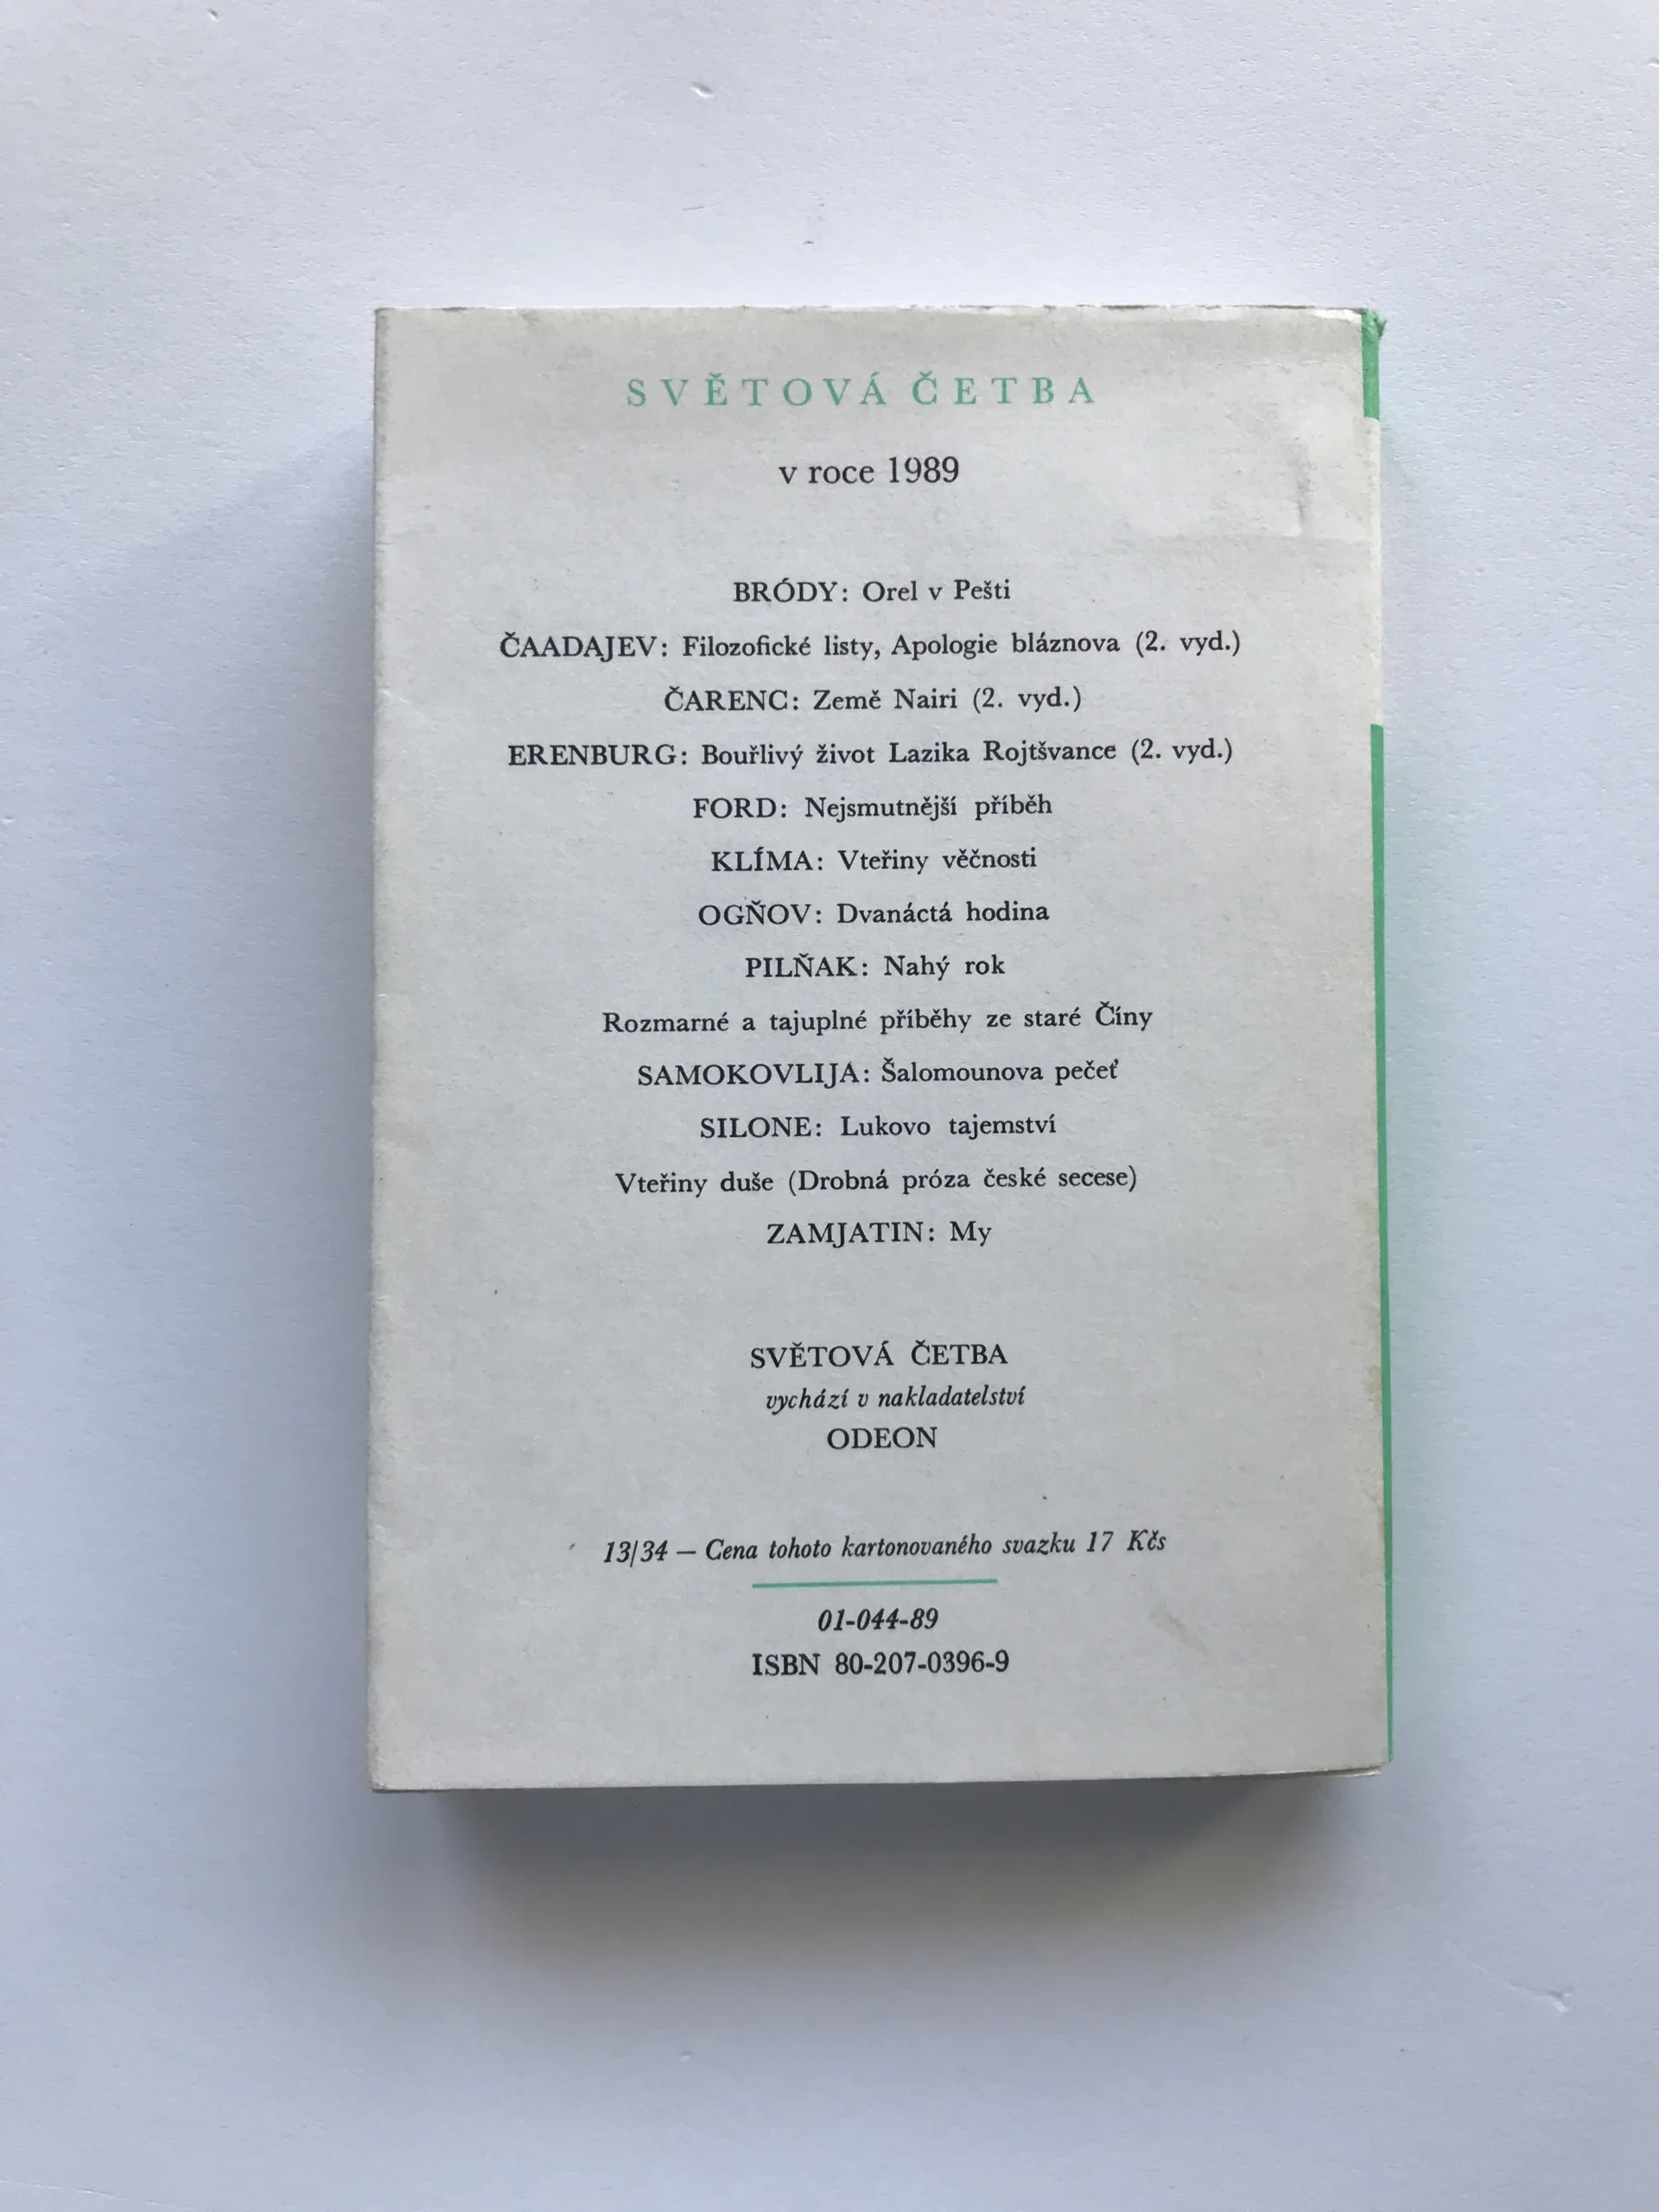 SVĚTOVÁ ČETBA
v roce 1989
BRÓDY: Orel v Pešti
ČAADAJEV: Filozofické listy, Apologie bláznova (2. vyd.)
ČARENC: Země Nairi (2. vyd.)
ERENBURG: Bouřlivý život Lazika Rojtšvance (2. vyd.)
FORD: Nejsmutnější příběh
KLÍMA: Vteřiny věčnosti
OGŇOV: Dvanáctá hodina
PILŇAK: Nahý rok
Rozmarné a tajuplné příběhy ze staré Číny
SAMOKOVLIJA: Šalomounova pečeť
SILONE: Lukovo tajemství
Vteřiny duše (Drobná próza české secese)
ZAMJATIN: My
SVĚTOVÁ ČETBA
vychází v nakladatelství
ODEON
13/34 — Cena tohoto kartonovaného svazku 17 Kčs
01-044-89
ISBN 80-207-0396-9